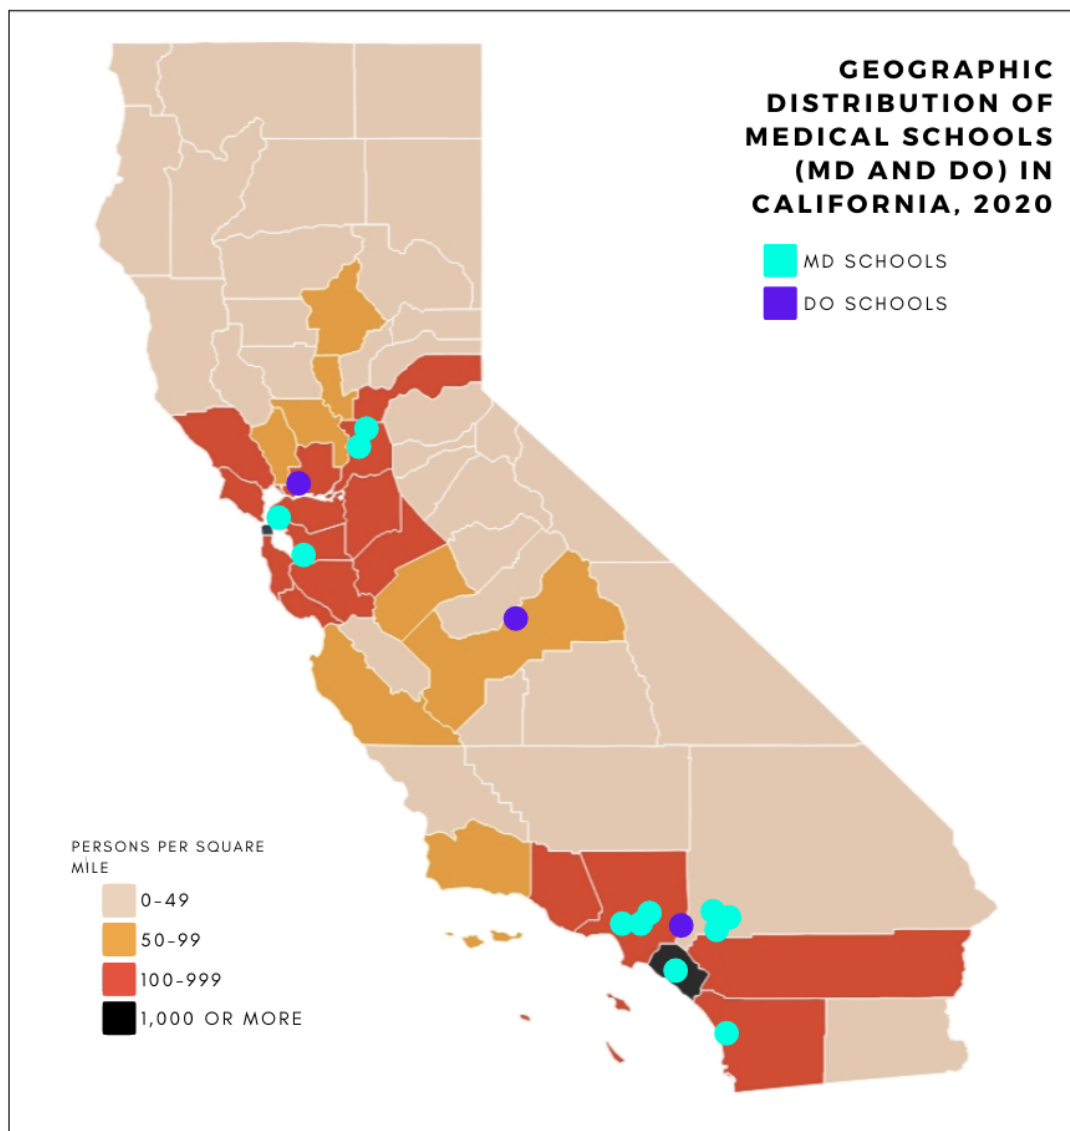 GEOGRAPHIC
DISTRIBUTION OF
MEDICAL SCHOOLS
(MD AND DO) IN
CALIFORNIA, 2020
MD SCHOOLS
DO SCHOOLS
PERSONS PER SQUARE
MILE
0-49
50-99
100-999
1,000 OR MORE